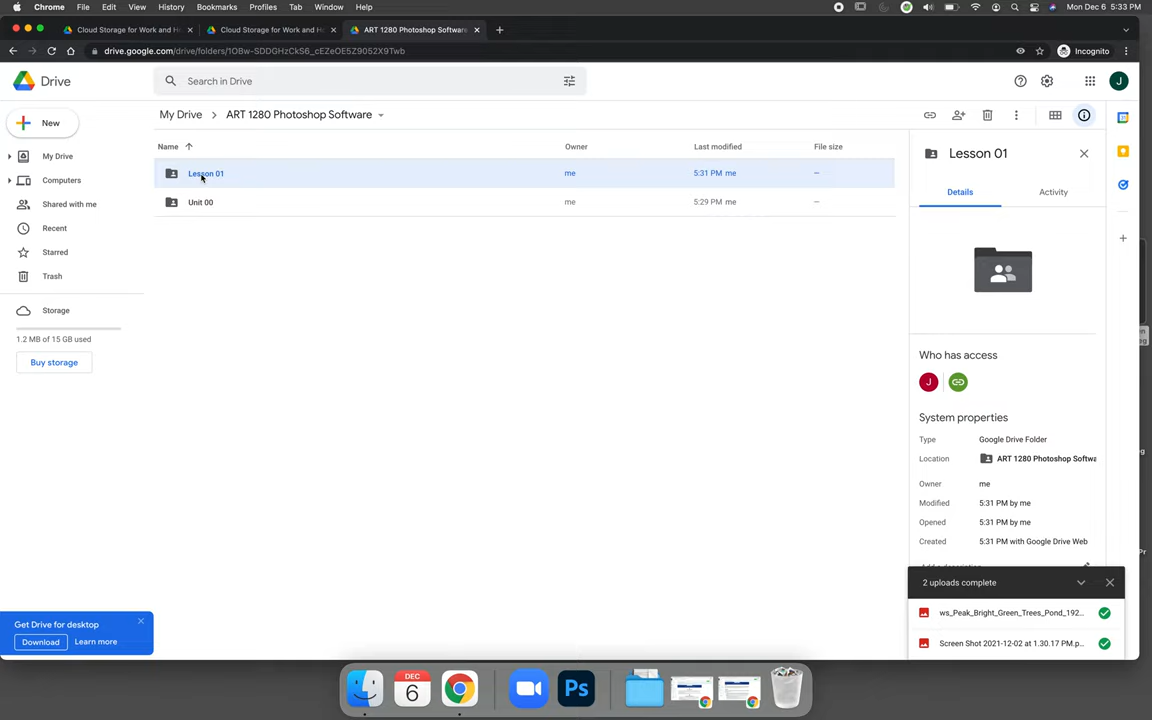 Chrome File Edit View History Bookmarks Profiles Tab Window Help Mon Dec 6 5:33 PM
Cloud Storage for Work and Ho × Cloud Storage for Work and H × ART 1280 Photoshop Software ×
drive.google.com/drive/folders/1OBw-SDDGHzCkS6_cEZeOE5Z9052X9Twb Incognito
Drive Search in Drive J
New My Drive > ART 1280 Photoshop Software
Name Owner Last modified File size
Lesson 01 me 5:31 PM me –
Unit 00 me 5:29 PM me –
My Drive
Computers
Shared with me
Recent
Starred
Trash
Storage
1.2 MB of 15 GB used
Buy storage
Get Drive for desktop
Download Learn more
Lesson 01
Details Activity
Who has access
J
System properties
Type Google Drive Folder
Location ART 1280 Photoshop Softwa
Owner me
Modified 5:31 PM by me
Opened 5:31 PM by me
Created 5:31 PM with Google Drive Web
Add a description
2 uploads complete
ws_Peak_Bright_Green_Trees_Pond_192...
Screen Shot 2021-12-02 at 1.30.17 PM.p...
DEC
6
Ps